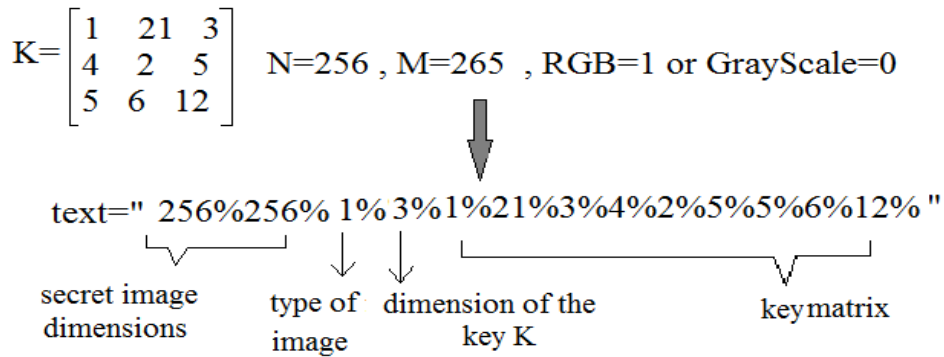 K= 1 21 3
4 2 5
5 6 12
N=256 , M=265 , RGB=1 or GrayScale=0
text=" 256%256% 1% 3%1%21%3%4%2%5%5%6%12% "
secret image
dimensions
type of
image
dimension of the
key K
key matrix